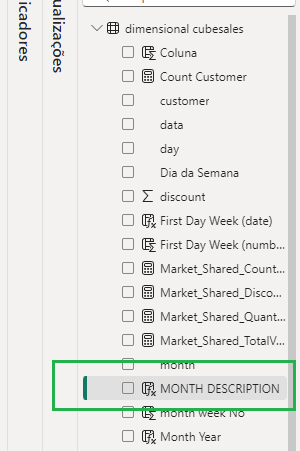 icadores
ualizações
dimensional cubesales
Coluna
Count Customer
customer
data
day
Dia da Semana
discount
First Day Week (date)
First Day Week (numb...
Market_Shared_Count...
Market_Shared_Disco...
Market_Shared_Quant...
Market_Shared_TotalV...
month
MONTH DESCRIPTION
month week No
Month Year